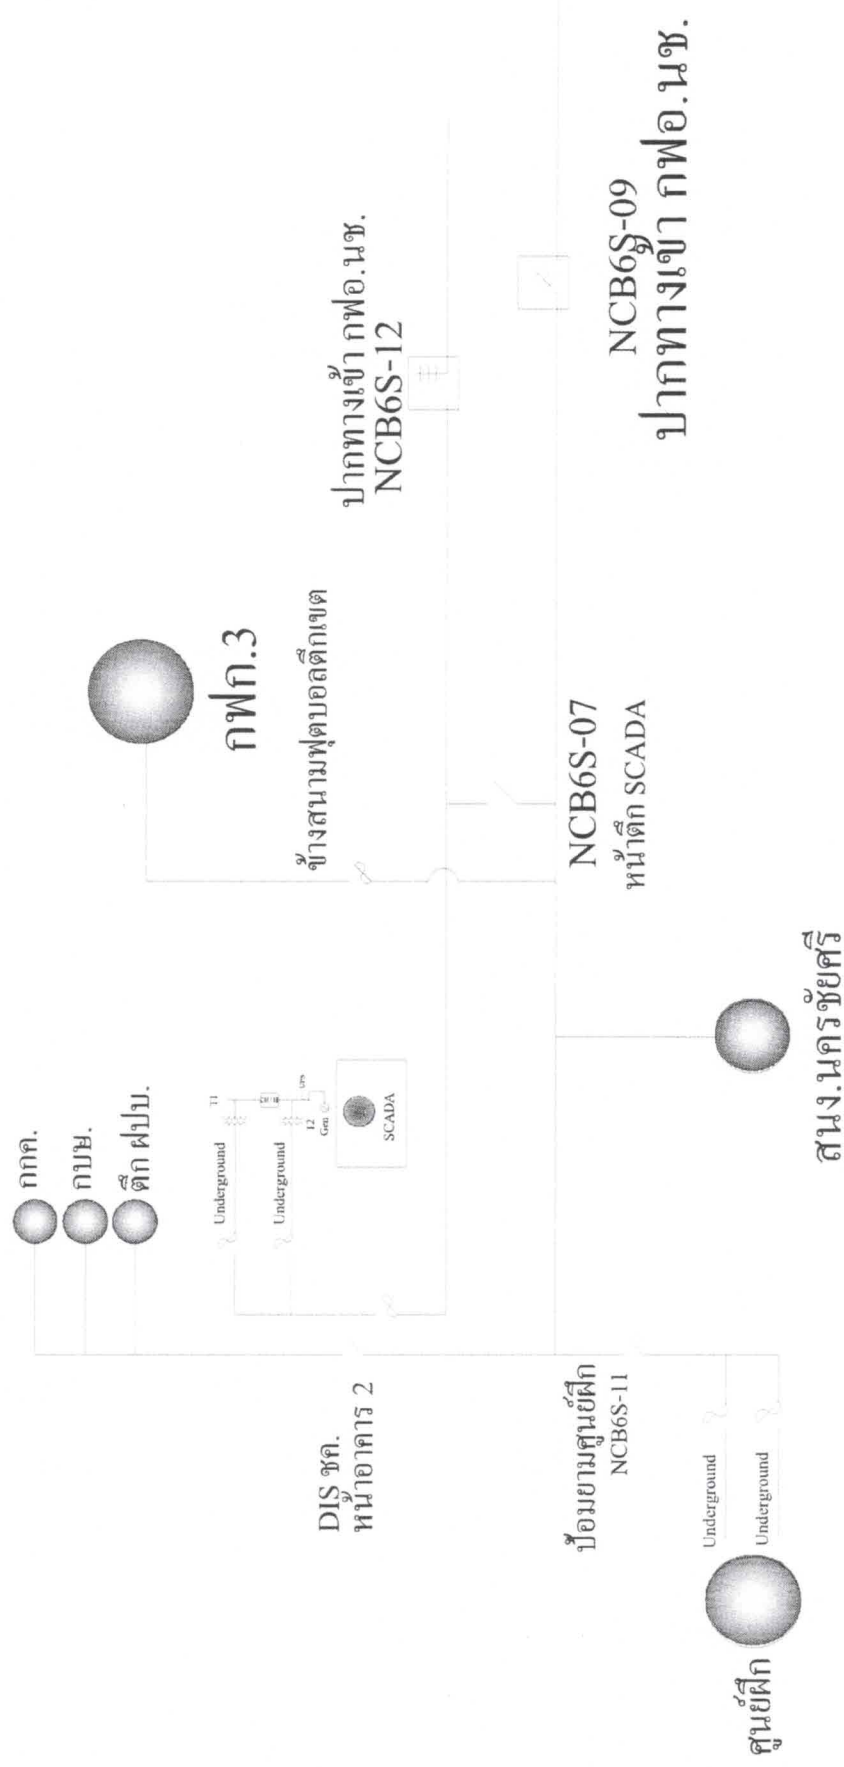 กกค.
กบษ.
ตึก ฝปบ.
กฟก.3
ข้างสนามฟุตบอลตึกเขต
ปากทางเข้า กฟอ.นช.
NCB6S-12
Underground
T1
Underground
T2
Gen
UPS
SCADA
DIS ชค.
หน้าอาคาร 2
NCB6S-07
หน้าตึก SCADA
NCB6S-09
ปากทางเข้า กฟอ.นช.
ป้อมยามศูนย์ฝึก
NCB6S-11
Underground
Underground
ศูนย์ฝึก
สนง.นครชัยศรี